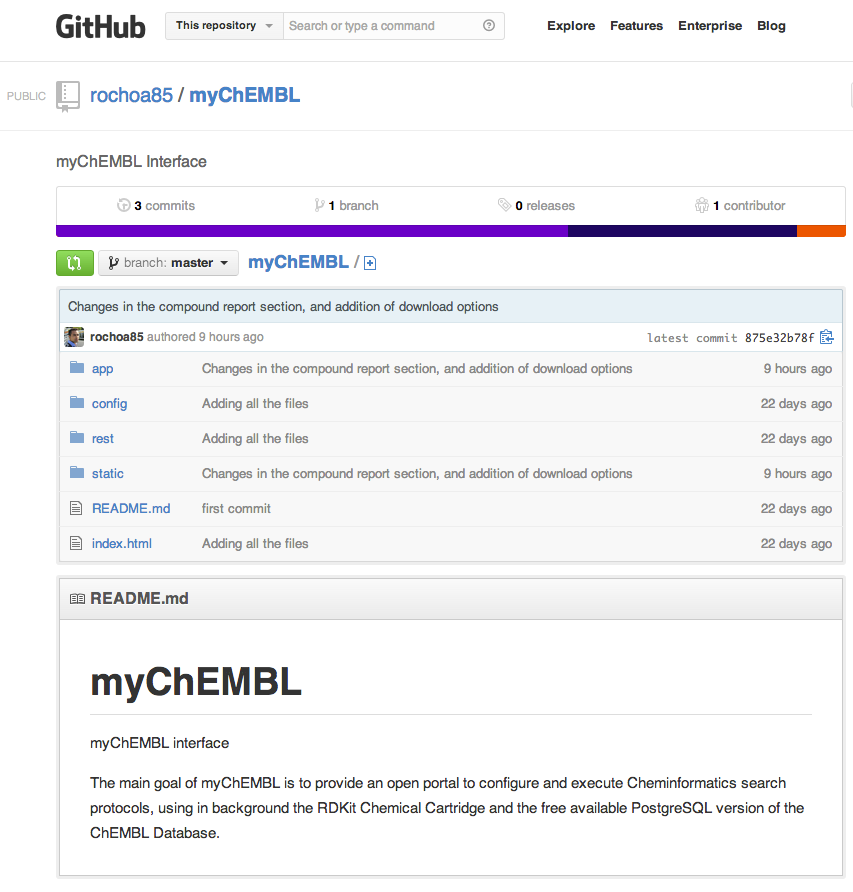 GitHub This repository Search or type a command Explore Features Enterprise Blog
PUBLIC rochoa85 / myChEMBL
myChEMBL Interface
3 commits 1 branch 0 releases 1 contributor
branch: master myChEMBL /
Changes in the compound report section, and addition of download options
rochoa85 authored 9 hours ago latest commit 875e32b78f
app Changes in the compound report section, and addition of download options 9 hours ago
config Adding all the files 22 days ago
rest Adding all the files 22 days ago
static Changes in the compound report section, and addition of download options 9 hours ago
README.md first commit 22 days ago
index.html Adding all the files 22 days ago
README.md
myChEMBL
myChEMBL interface
The main goal of myChEMBL is to provide an open portal to configure and execute Cheminformatics search
protocols, using in background the RDKit Chemical Cartridge and the free available PostgreSQL version of the
ChEMBL Database.